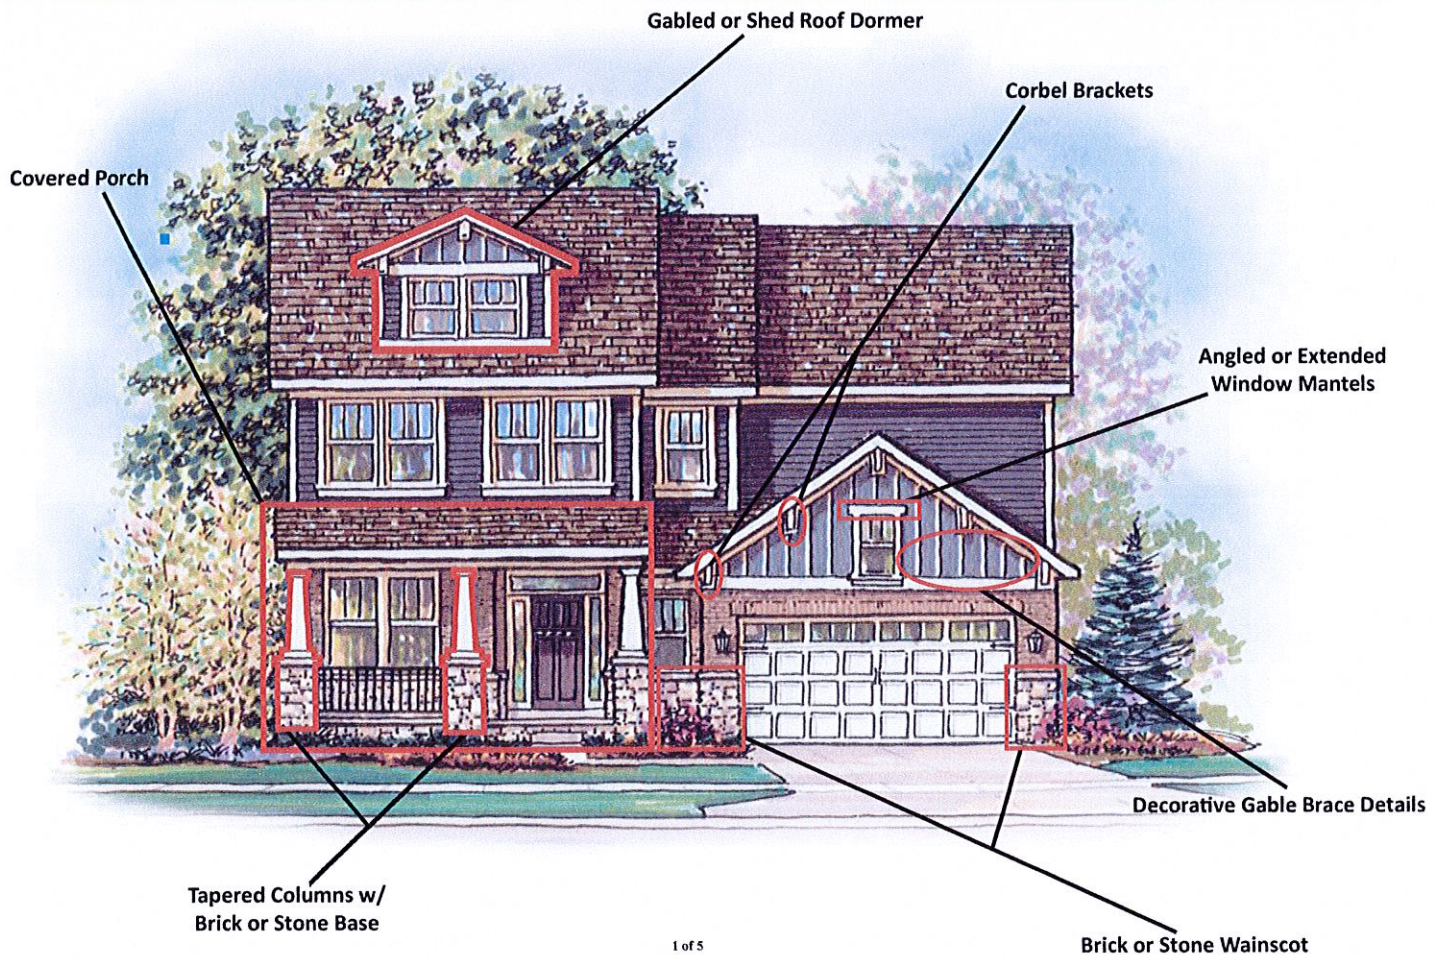 Gabled or Shed Roof Dormer
Corbel Brackets
Covered Porch
Angled or Extended
Window Mantels
Decorative Gable Brace Details
Tapered Columns w/
Brick or Stone Base
Brick or Stone Wainscot
1 of 5